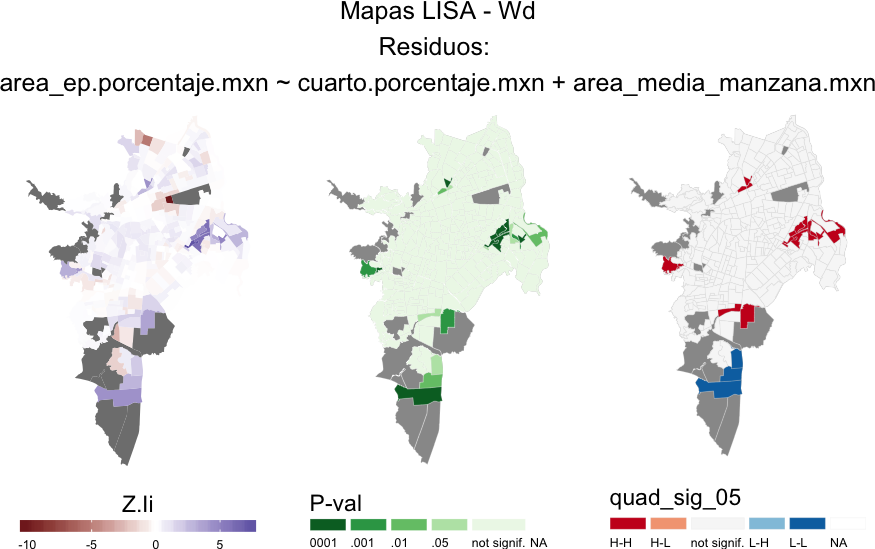 Mapas LISA - Wd
Residuos:
area_ep.porcentaje.mxn ~ cuarto.porcentaje.mxn + area_media_manzana.mxn
Z.Ii
-10 -5 0 5
P-val
0001 .001 .01 .05 not signif. NA
quad_sig_05
H-H H-L not signif. L-H L-L NA